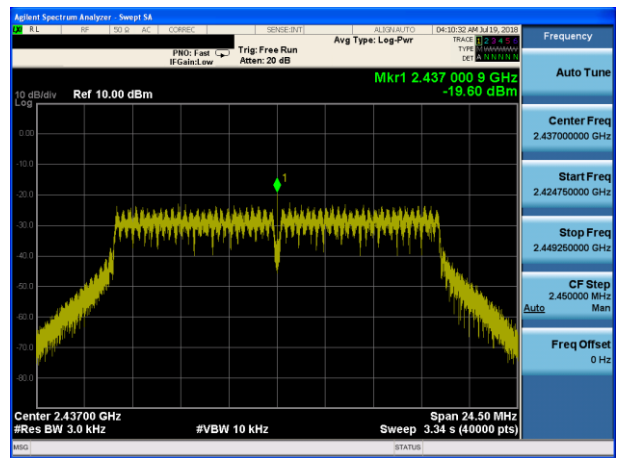 Agilent Spectrum Analyzer - Swept SA
RL RF 50 Ω AC CORREC SENSE:INT ALIGNAUTO 04:10:32 AM Jul 19, 2018
PNO: Fast Trig: Free Run Avg Type: Log-Pwr TRACE 1 2 3 4 5 6
IFGain:Low Atten: 20 dB TYPE
DET A N N N N N
Mkr1 2.437 000 9 GHz
-19.60 dBm
10 dB/div Ref 10.00 dBm
Log
0.00
-10.0
-20.0
-30.0
-40.0
-50.0
-60.0
-70.0
-80.0
1
Center 2.43700 GHz Span 24.50 MHz
#Res BW 3.0 kHz #VBW 10 kHz Sweep 3.34 s (40000 pts)
MSG STATUS
Frequency
Auto Tune
Center Freq
2.437000000 GHz
Start Freq
2.424750000 GHz
Stop Freq
2.449250000 GHz
CF Step
2.450000 MHz
Auto Man
Freq Offset
0 Hz